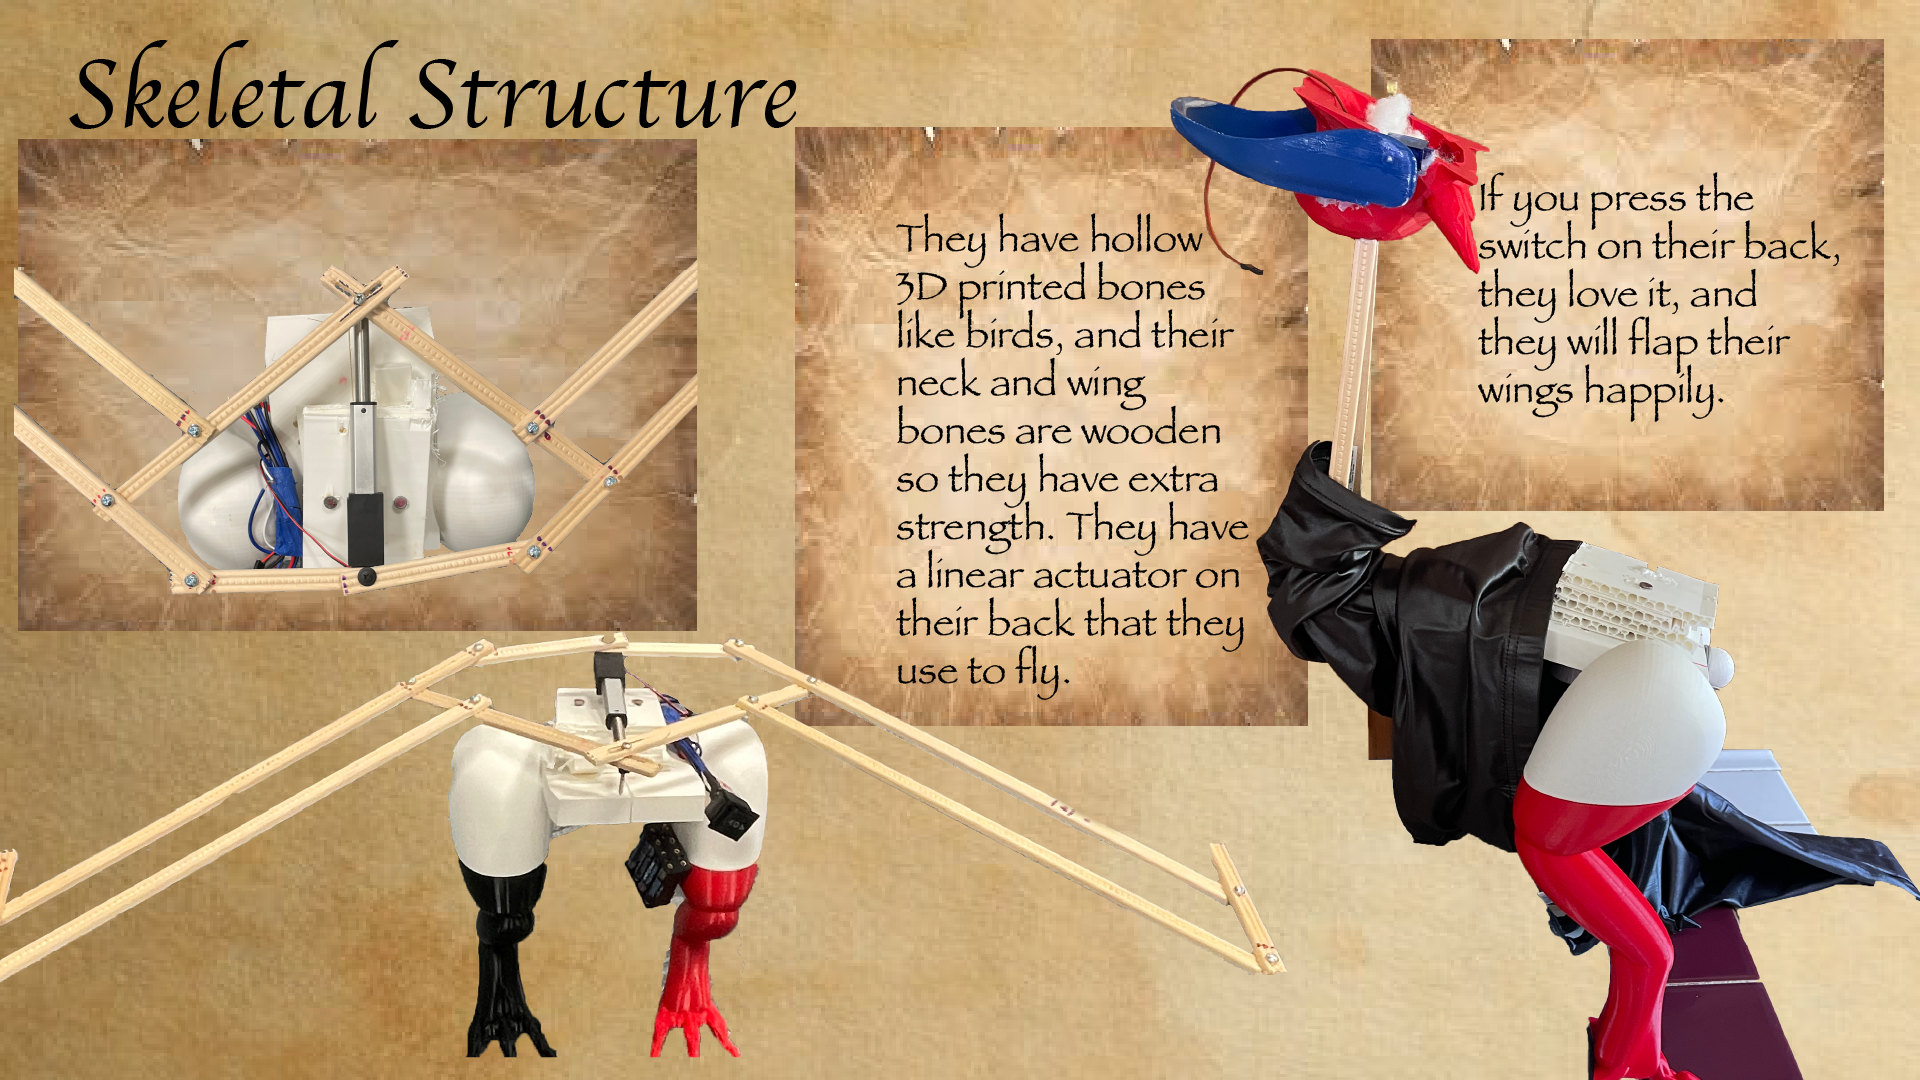 Skeletal Structure
They have hollow
3D printed bones
like birds, and their
neck and wing
bones are wooden
so they have extra
strength. They have
a linear actuator on
their back that they
use to fly.
If you press the
switch on their back,
they love it, and
they will flap their
wings happily.